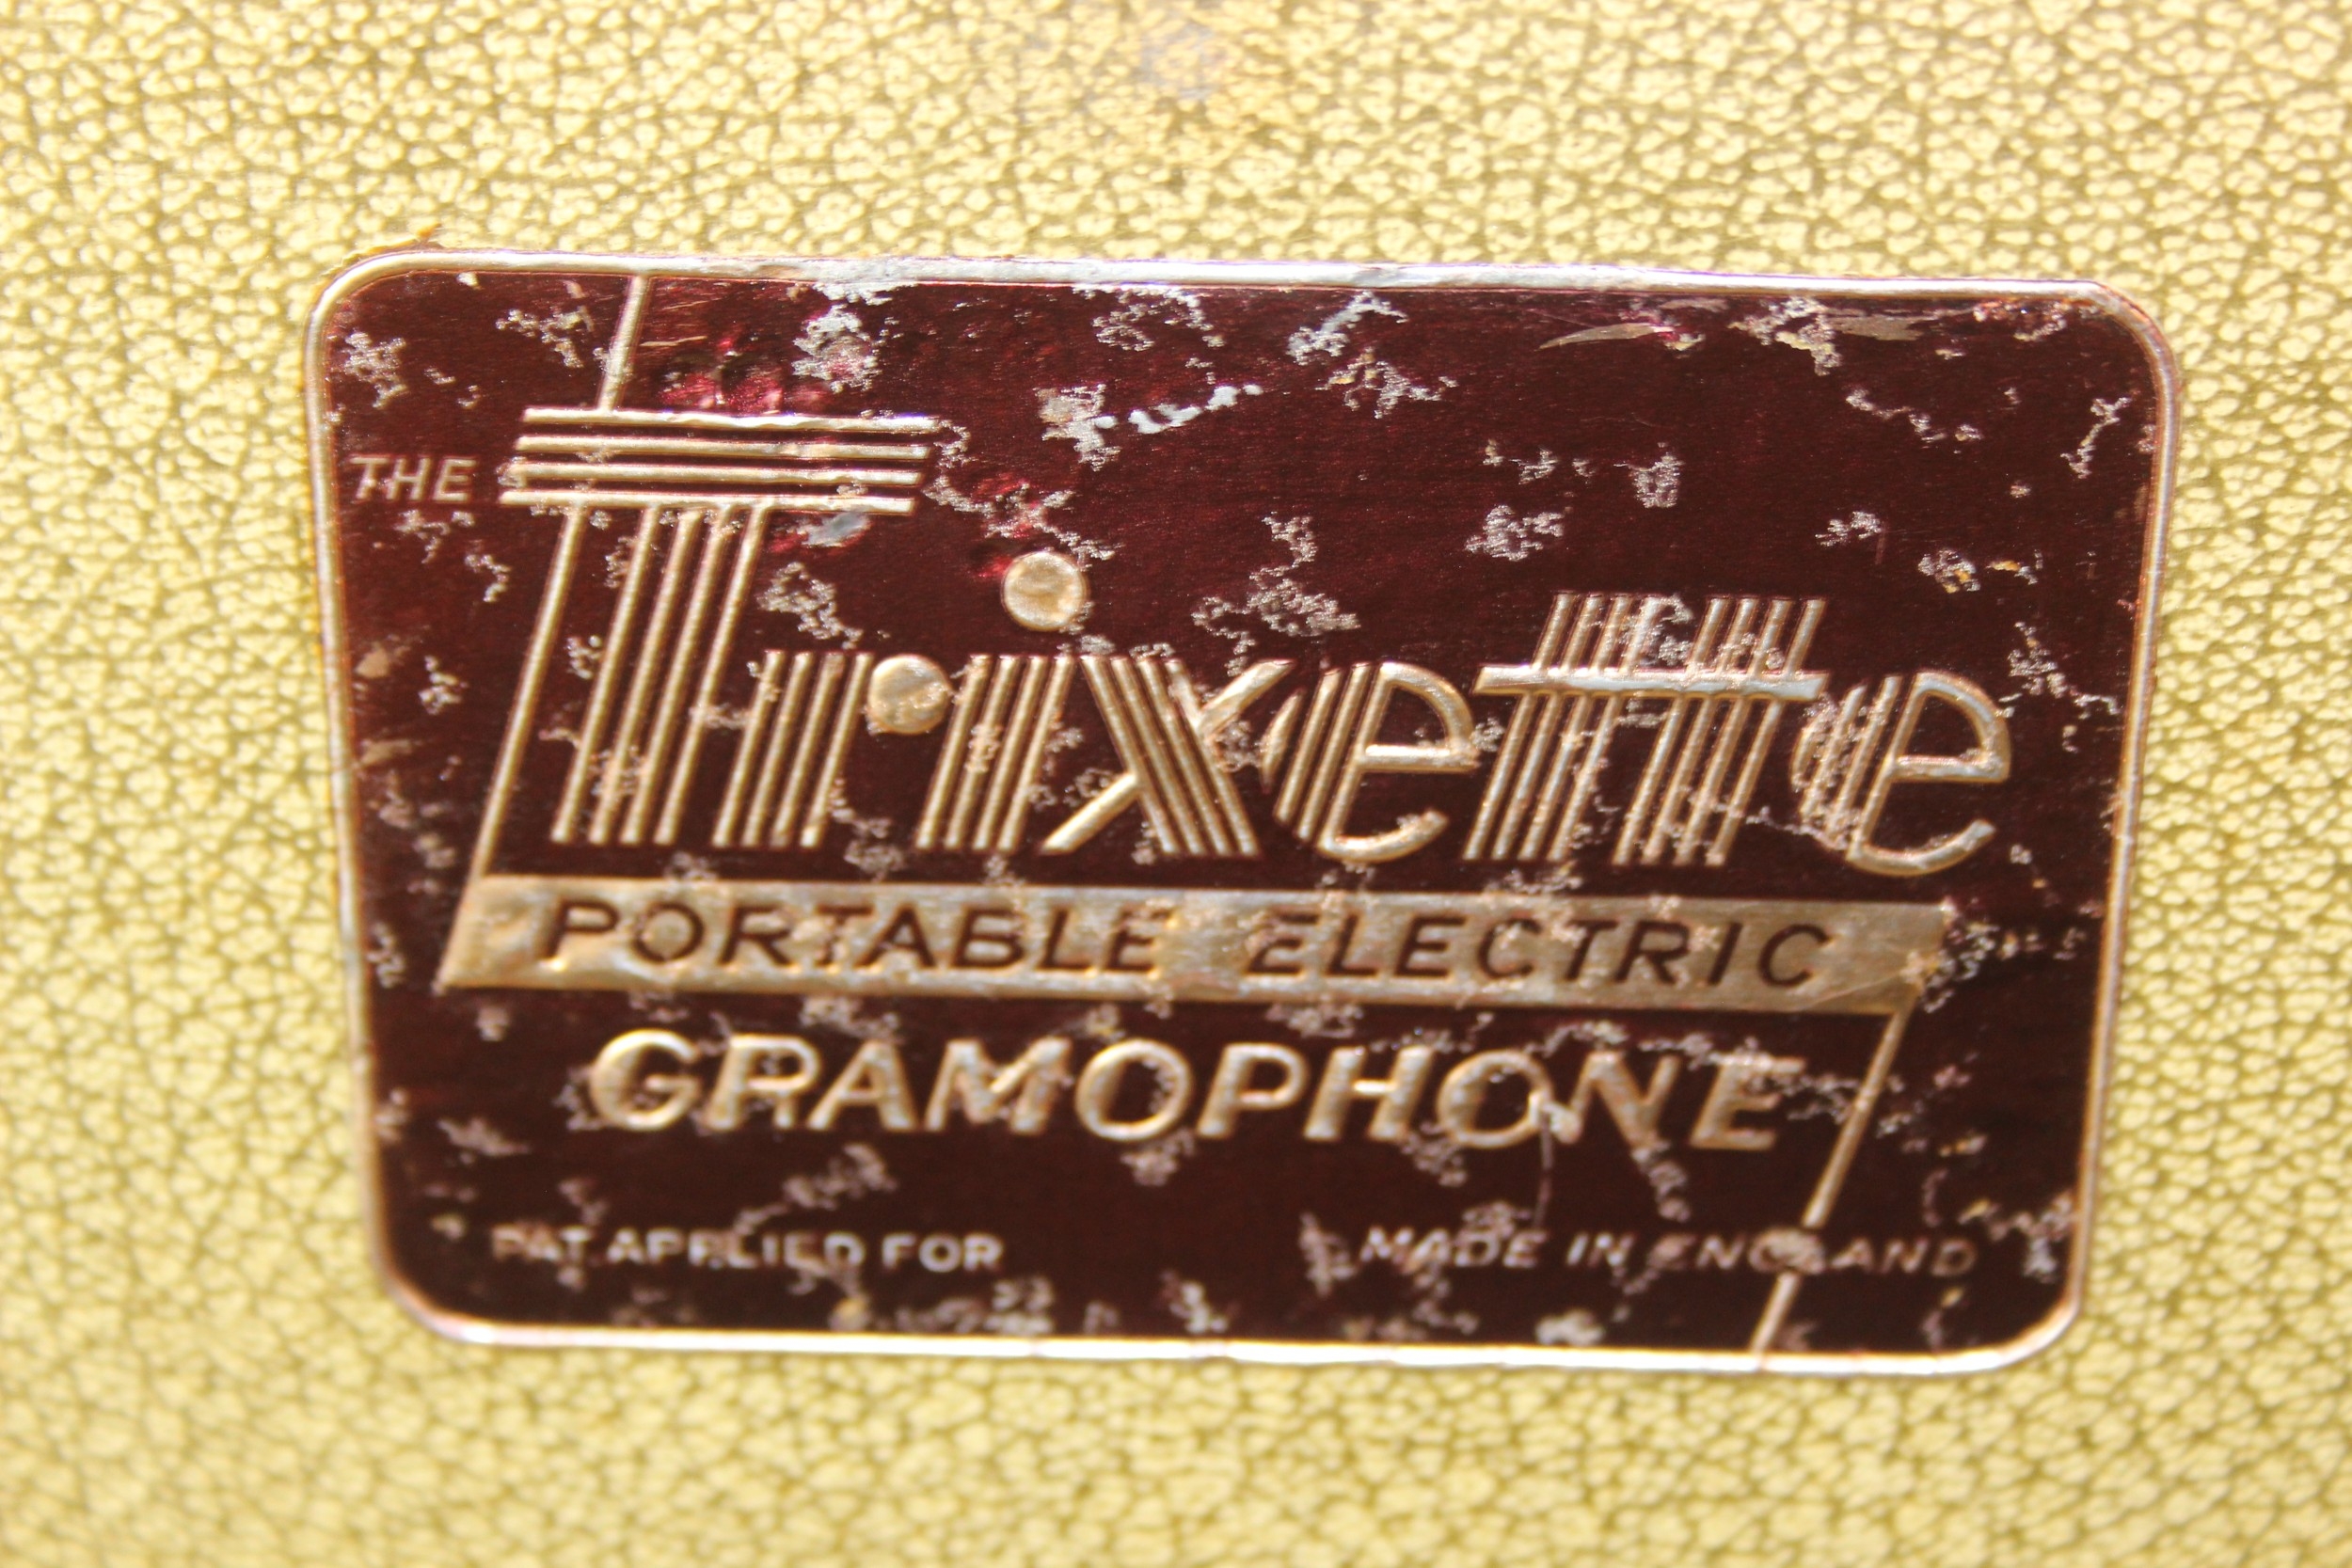 THE Trixette
PORTABLE ELECTRIC
GRAMOPHONE
PAT APPLIED FOR MADE IN ENGLAND